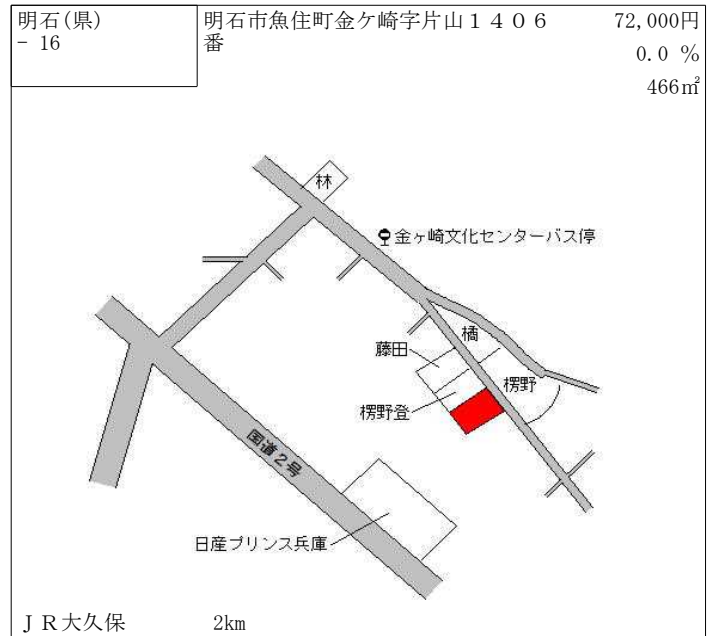 明石(県)
- 16
明石市魚住町金ケ崎字片山１４０６
番
72,000円
0.0 %
466㎡
林
金ヶ崎文化センターバス停
橘
藤田
楞野
楞野登
国道２号
日産プリンス兵庫
ＪＲ大久保 2km